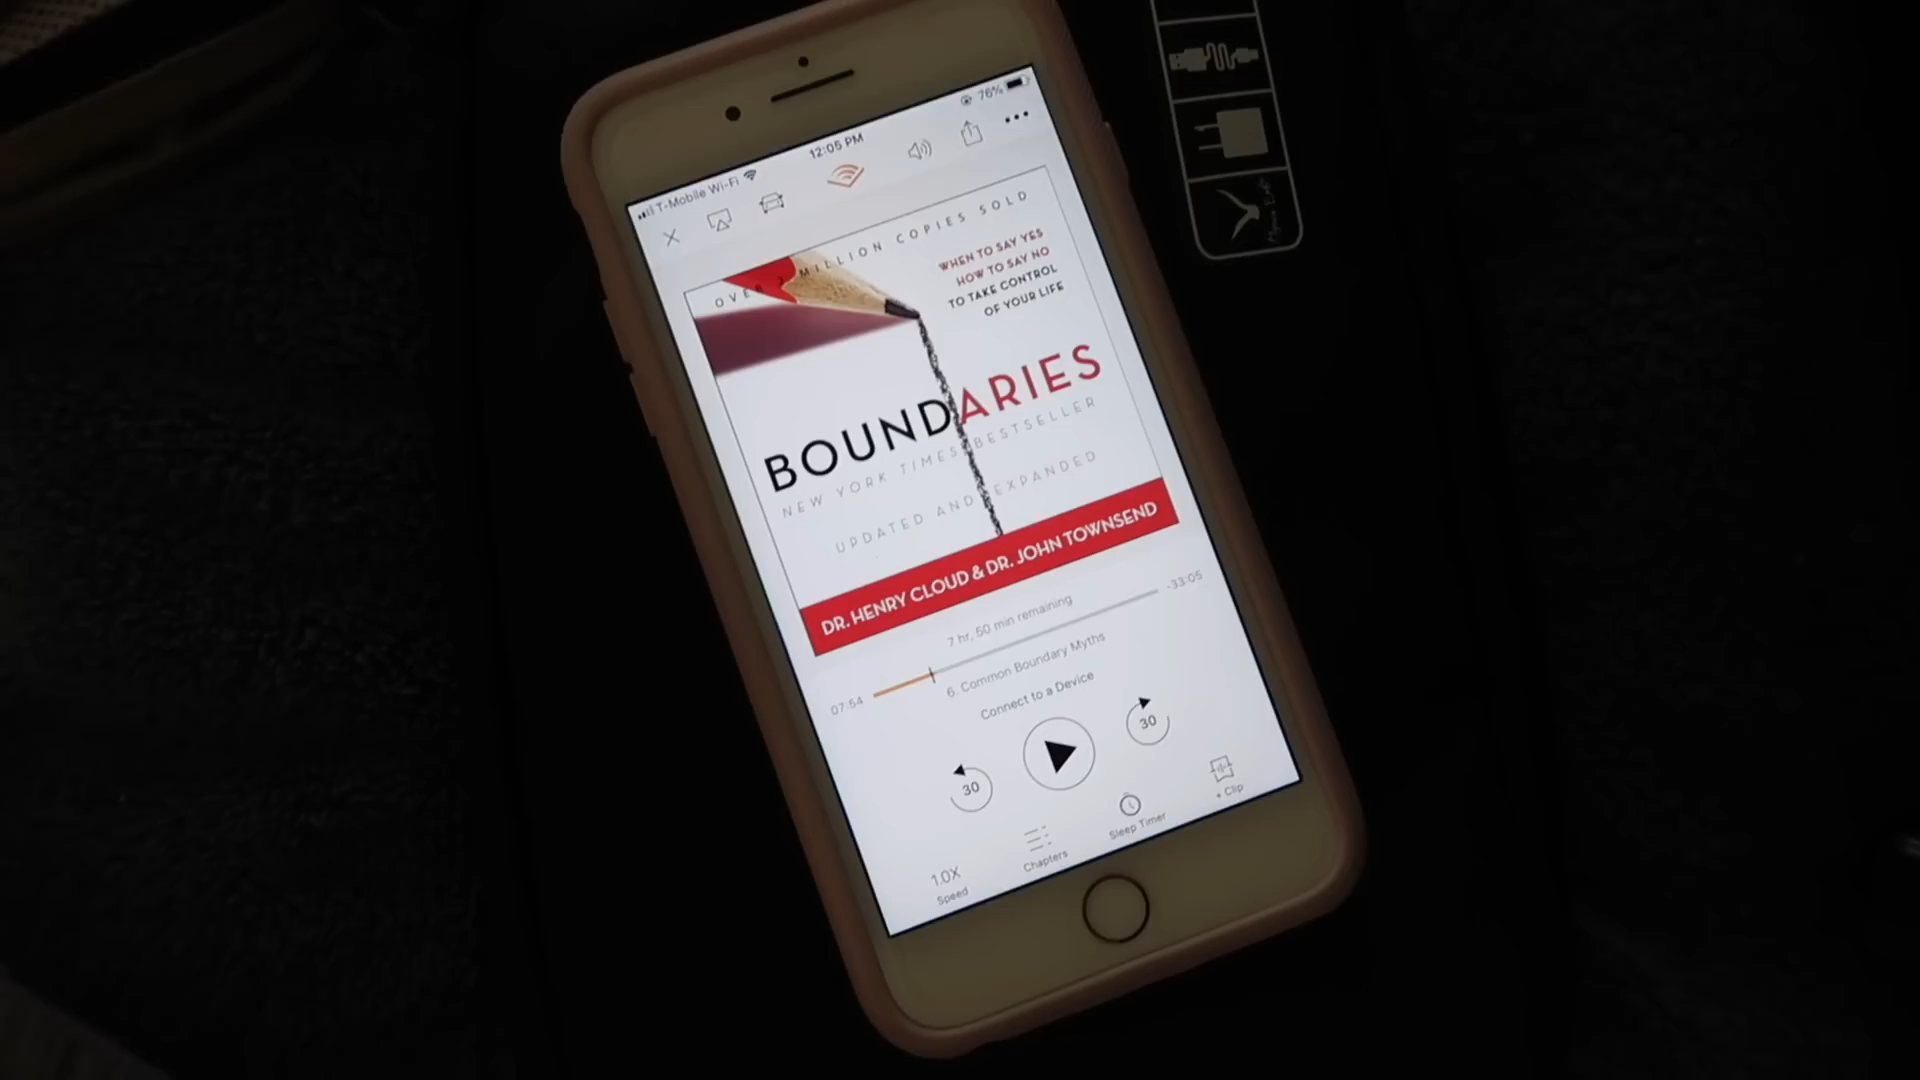 T-Mobile Wi-Fi
12:05 PM
76%
OVER 2 MILLION COPIES SOLD
WHEN TO SAY YES
HOW TO SAY NO
TO TAKE CONTROL
OF YOUR LIFE
BOUNDARIES
NEW YORK TIMES BESTSELLER
UPDATED AND EXPANDED
DR. HENRY CLOUD & DR. JOHN TOWNSEND
7 hr, 50 min remaining
07:54
-33:05
6. Common Boundary Myths
Connect to a Device
30
30
1.0X
Speed
Chapters
Sleep Timer
+ Clip